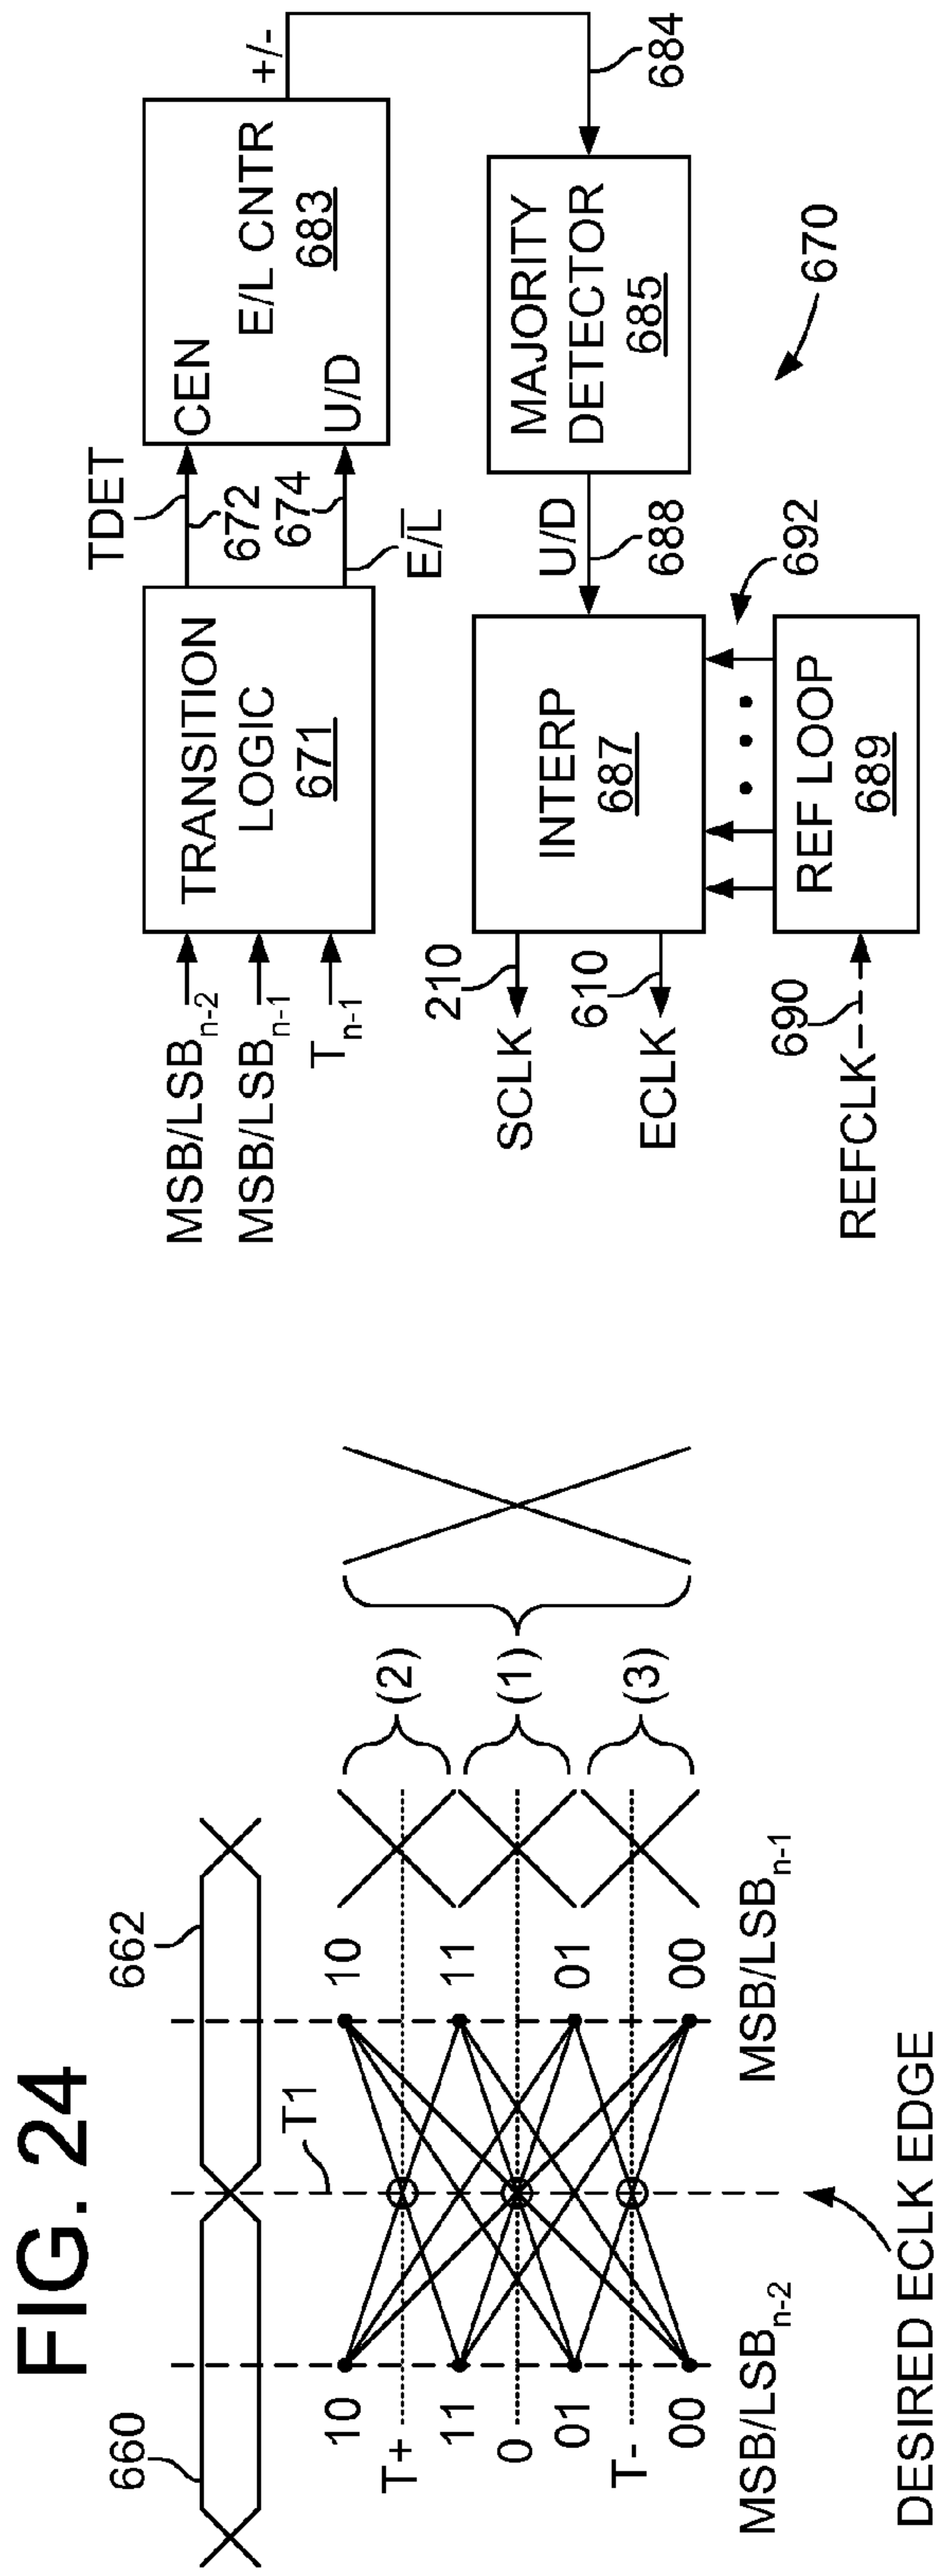 FIG. 24
660
662
T1
10
T+
11
0
01
T-
00
10
11
01
00
(2)
(1)
(3)
MSB/LSBn-2
MSB/LSBn-1
DESIRED ECLK EDGE
MSB/LSBn-2
MSB/LSBn-1
Tn-1
TRANSITION
LOGIC
671
TDET
672
674
E/L̅
CEN
E/L CNTR
683
U/D
+/-
684
MAJORITY
DETECTOR
685
U/D
688
INTERP
687
210
SCLK
610
ECLK
692
REF LOOP
689
690
REFCLK
670